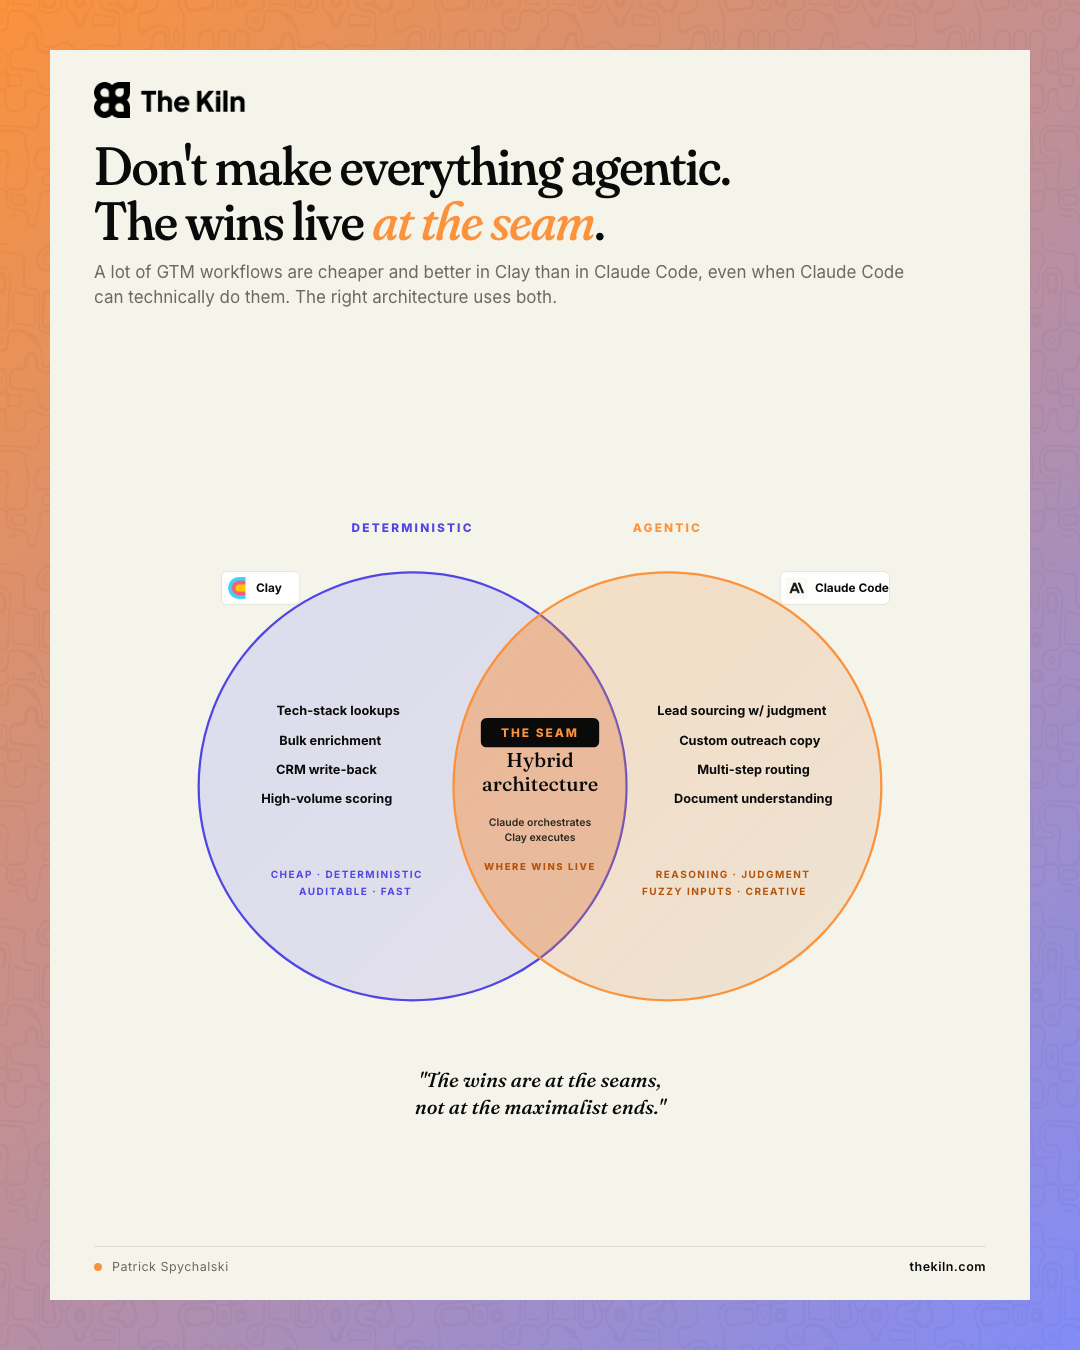 The Kiln
Don't make everything agentic.
The wins live at the seam.
A lot of GTM workflows are cheaper and better in Clay than in Claude Code, even when Claude Code
can technically do them. The right architecture uses both.
DETERMINISTIC
AGENTIC
Clay
Claude Code
Tech-stack lookups
Bulk enrichment
CRM write-back
High-volume scoring
CHEAP · DETERMINISTIC
AUDITABLE · FAST
THE SEAM
Hybrid
architecture
Claude orchestrates
Clay executes
WHERE WINS LIVE
Lead sourcing w/ judgment
Custom outreach copy
Multi-step routing
Document understanding
REASONING · JUDGMENT
FUZZY INPUTS · CREATIVE
"The wins are at the seams,
not at the maximalist ends."
Patrick Spychalski
thekiln.com